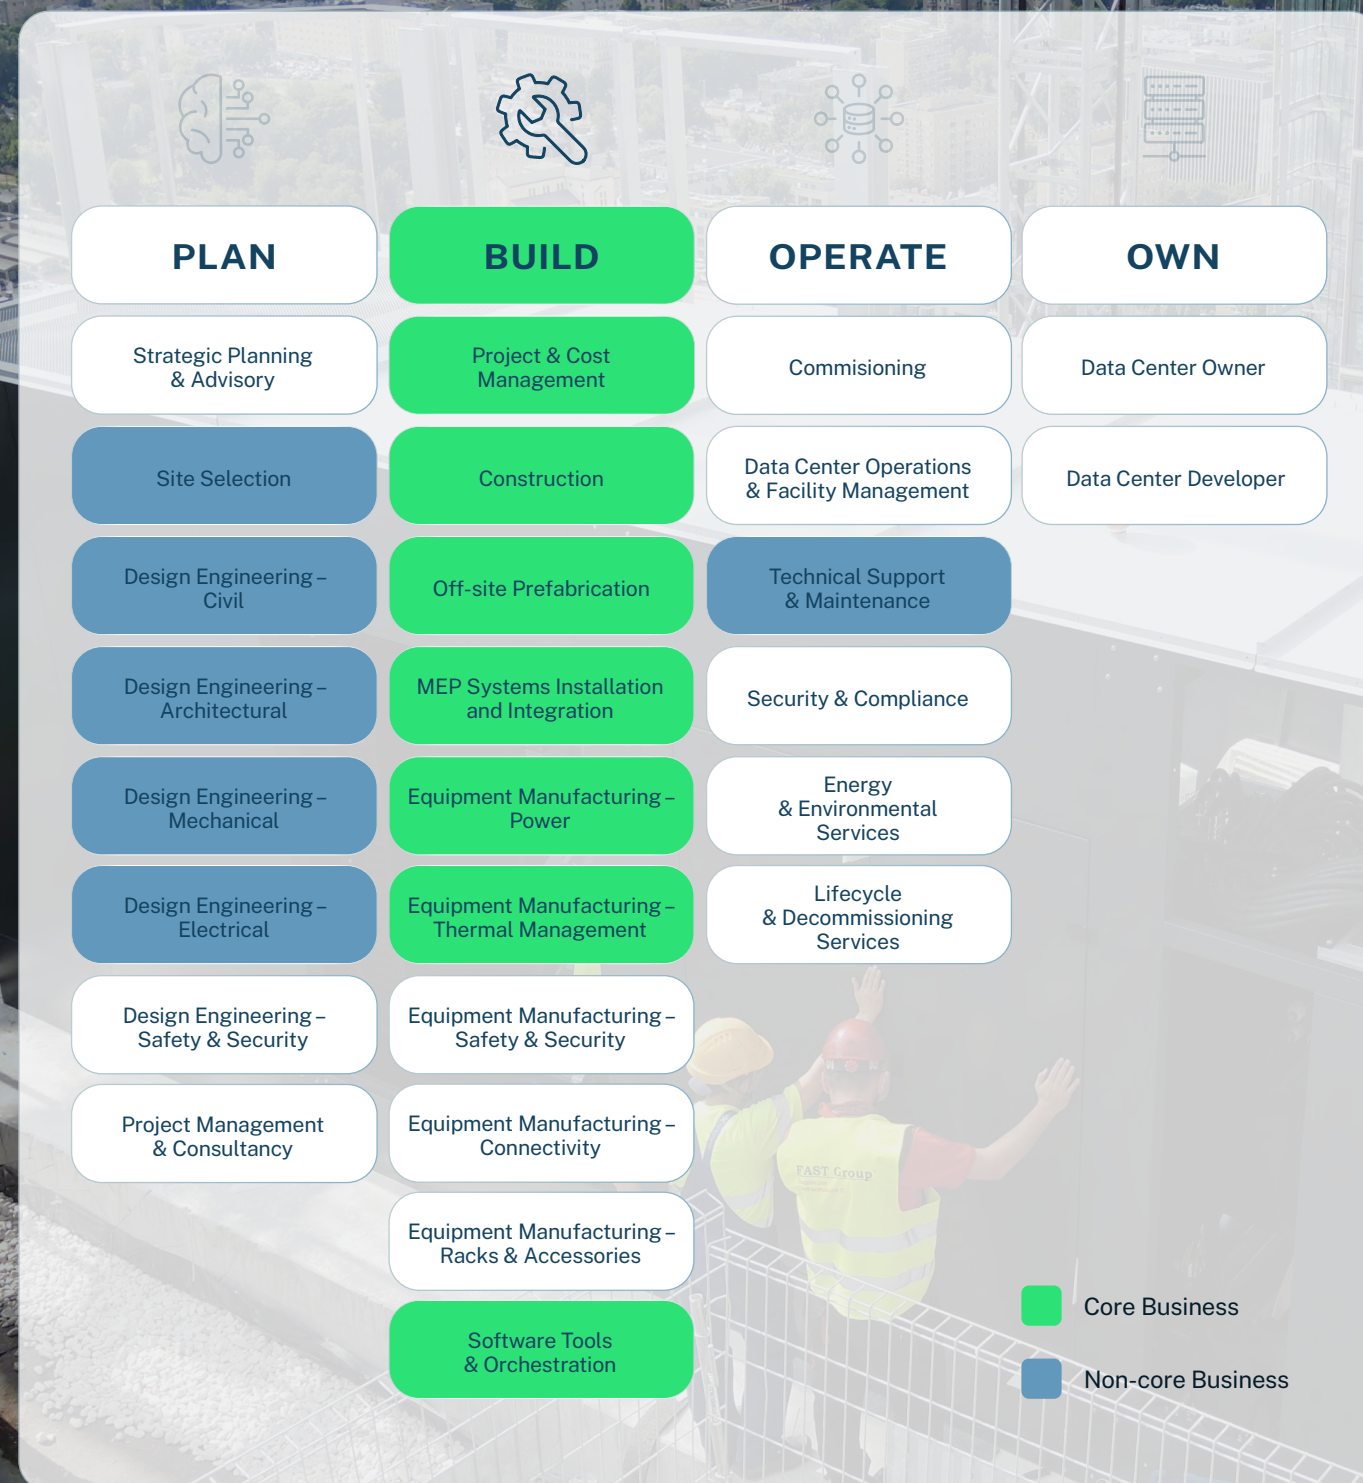 PLAN
BUILD
OPERATE
OWN
Strategic Planning
& Advisory
Project & Cost
Management
Commisioning
Data Center Owner
Site Selection
Construction
Data Center Operations
& Facility Management
Data Center Developer
Design Engineering –
Civil
Off-site Prefabrication
Technical Support
& Maintenance
Design Engineering –
Architectural
MEP Systems Installation
and Integration
Security & Compliance
Design Engineering –
Mechanical
Equipment Manufacturing –
Power
Energy
& Environmental
Services
Design Engineering –
Electrical
Equipment Manufacturing –
Thermal Management
Lifecycle
& Decommissioning
Services
Design Engineering –
Safety & Security
Equipment Manufacturing –
Safety & Security
Project Management
& Consultancy
Equipment Manufacturing –
Connectivity
FAST Group
Equipment Manufacturing –
Racks & Accessories
Software Tools
& Orchestration
Core Business
Non-core Business